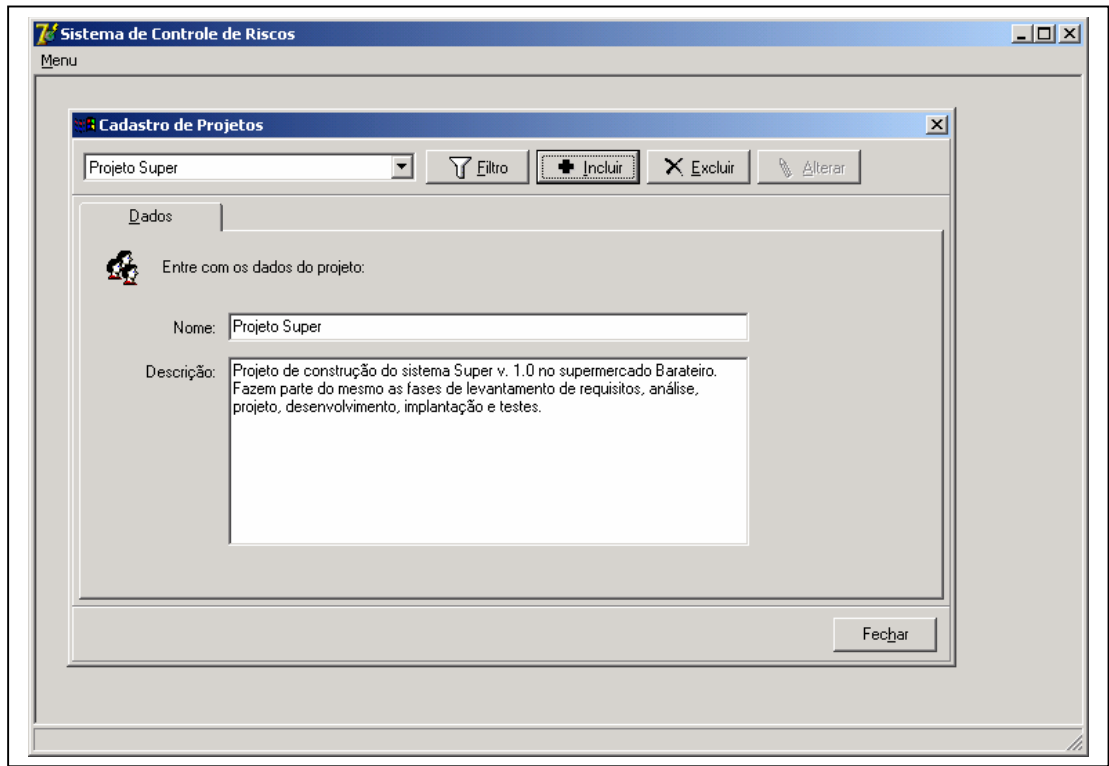 Sistema de Controle de Riscos
Menu
Cadastro de Projetos
Projeto Super
Filtro
Incluir
Excluir
Alterar
Dados
Entre com os dados do projeto:
Nome: Projeto Super
Descrição: Projeto de construção do sistema Super v. 1.0 no supermercado Barateiro.
Fazem parte do mesmo as fases de levantamento de requisitos, análise,
projeto, desenvolvimento, implantação e testes.
Fechar